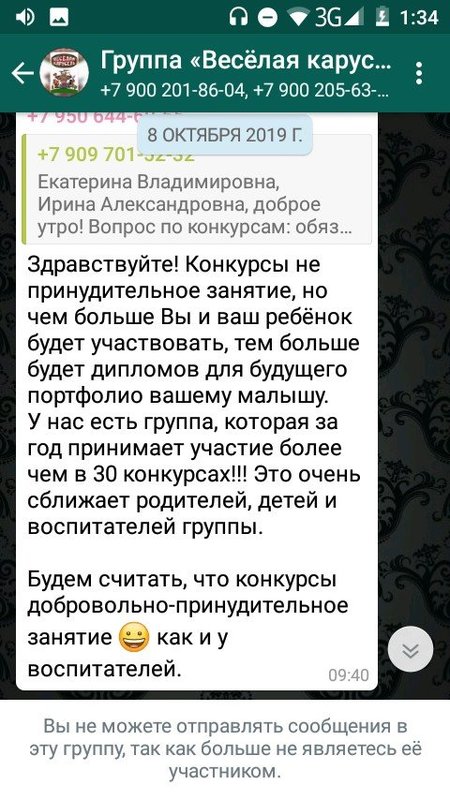 3G 1:34
Группа «Весёлая карус...
+7 900 201-86-04, +7 900 205-63-...
+7 950 644-
8 ОКТЯБРЯ 2019 Г.
+7 909 701-52-52
Екатерина Владимировна,
Ирина Александровна, доброе
утро! Вопрос по конкурсам: обяз...
Здравствуйте! Конкурсы не
принудительное занятие, но
чем больше Вы и ваш ребёнок
будет участвовать, тем больше
будет дипломов для будущего
портфолио вашему малышу.
У нас есть группа, которая за
год принимает участие более
чем в 30 конкурсах!!! Это очень
сближает родителей, детей и
воспитателей группы.
Будем считать, что конкурсы
добровольно-принудительное
занятие 😀 как и у
воспитателей.
09:40
Вы не можете отправлять сообщения в
эту группу, так как больше не являетесь её
участником.